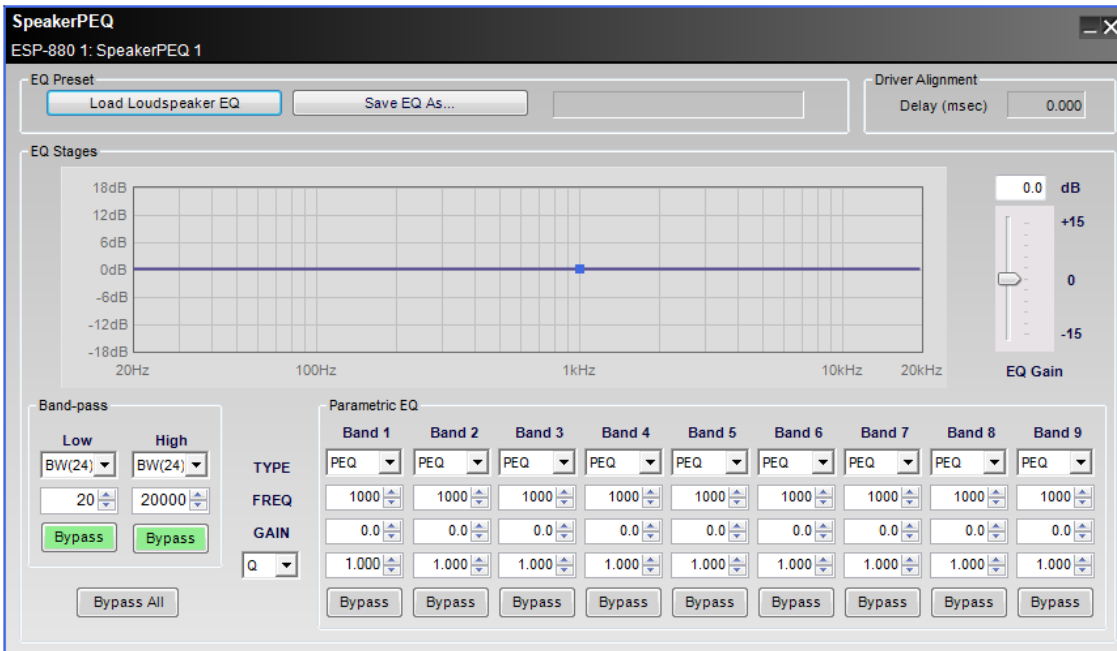 SpeakerPEQ
ESP-880 1: SpeakerPEQ 1
EQ Preset
Load Loudspeaker EQ
Save EQ As...
Driver Alignment
Delay (msec) 0.000
EQ Stages
18dB
12dB
6dB
0dB
-6dB
-12dB
-18dB
20Hz 100Hz 1kHz 10kHz 20kHz
0.0 dB
+15
0
-15
EQ Gain
Band-pass
Low High
BW(24) BW(24)
20 20000
Bypass Bypass
Bypass All
Parametric EQ
Band 1 Band 2 Band 3 Band 4 Band 5 Band 6 Band 7 Band 8 Band 9
TYPE PEQ PEQ PEQ PEQ PEQ PEQ PEQ PEQ PEQ
FREQ 1000 1000 1000 1000 1000 1000 1000 1000 1000
GAIN 0.0 0.0 0.0 0.0 0.0 0.0 0.0 0.0 0.0
Q 1.000 1.000 1.000 1.000 1.000 1.000 1.000 1.000 1.000
Bypass Bypass Bypass Bypass Bypass Bypass Bypass Bypass Bypass